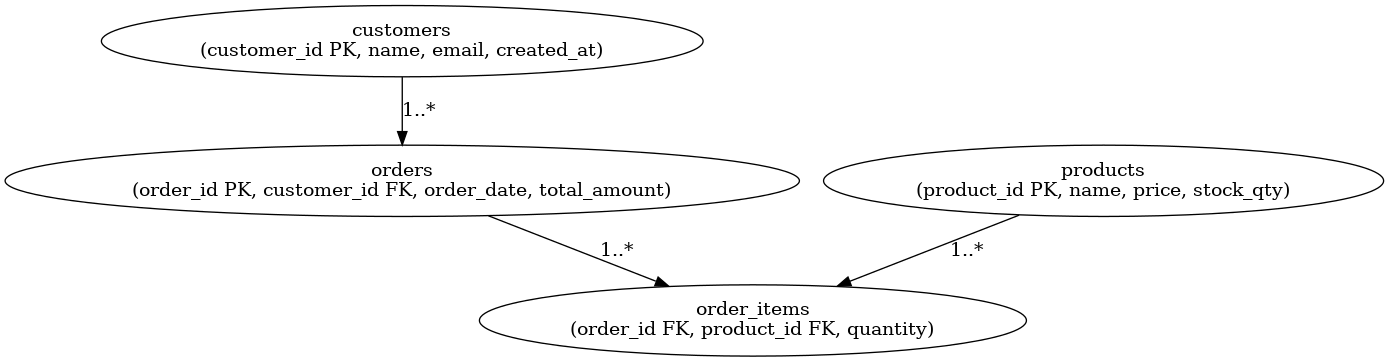 customers
(customer_id PK, name, email, created_at)
1..*
orders
(order_id PK, customer_id FK, order_date, total_amount)
products
(product_id PK, name, price, stock_qty)
1..*
1..*
order_items
(order_id FK, product_id FK, quantity)